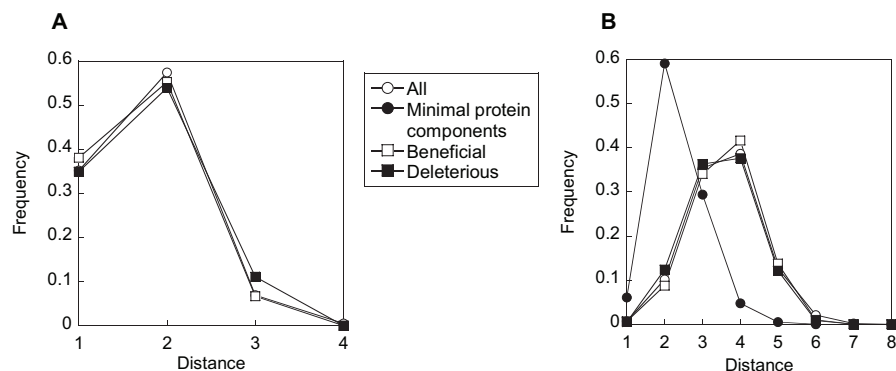 A
0.6
0.5
0.4
0.3
0.2
0.1
0
Frequency
1 2 3 4
Distance
All
Minimal protein
components
Beneficial
Deleterious
B
0.6
0.5
0.4
0.3
0.2
0.1
0
Frequency
1 2 3 4 5 6 7 8
Distance